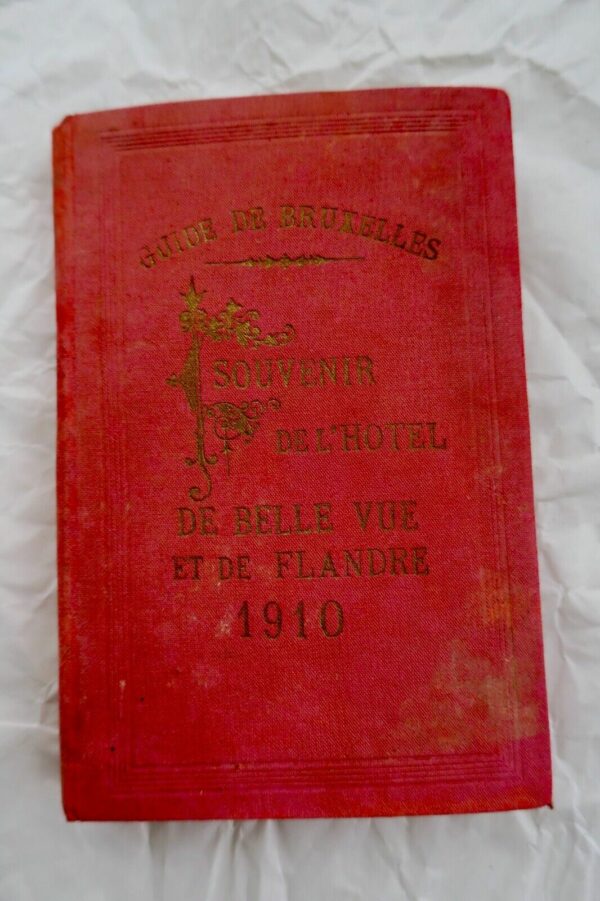 GUIDE DE BRUXELLES
SOUVENIR
DE L'HOTEL
DE BELLE VUE
ET DE FLANDRE
1910